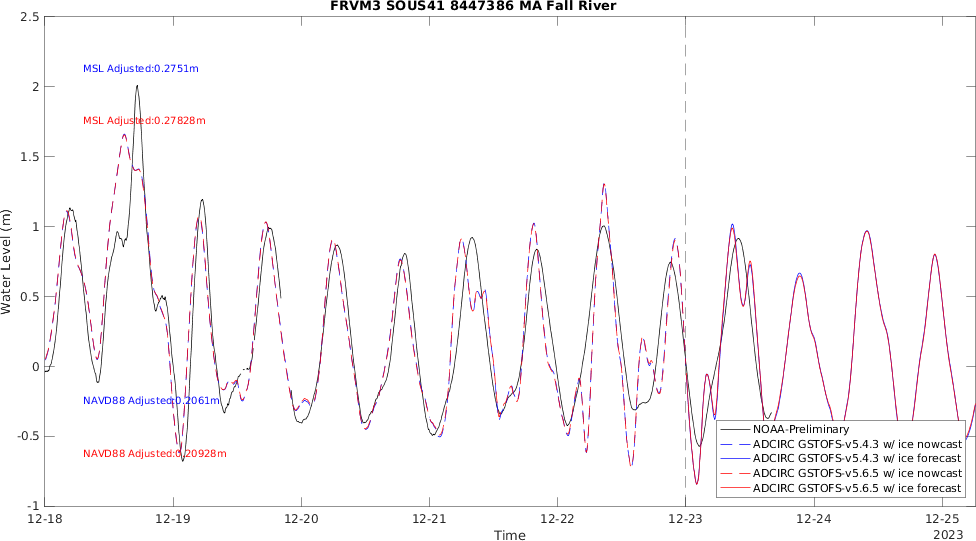 FRVM3 SOUS41 8447386 MA Fall River
2.5
MSL Adjusted:0.2751m
2
MSL Adjusted:0.27828m
1.5
1
Water Level (m)
0.5
0
NAVD88 Adjusted:0.2061m
-0.5
NAVD88 Adjusted:0.20928m
NOAA-Preliminary
ADCIRC GSTOFS-v5.4.3 w/ ice nowcast
ADCIRC GSTOFS-v5.4.3 w/ ice forecast
ADCIRC GSTOFS-v5.6.5 w/ ice nowcast
ADCIRC GSTOFS-v5.6.5 w/ ice forecast
-1
12-18 12-19 12-20 12-21 12-22 12-23 12-24 12-25
Time
2023